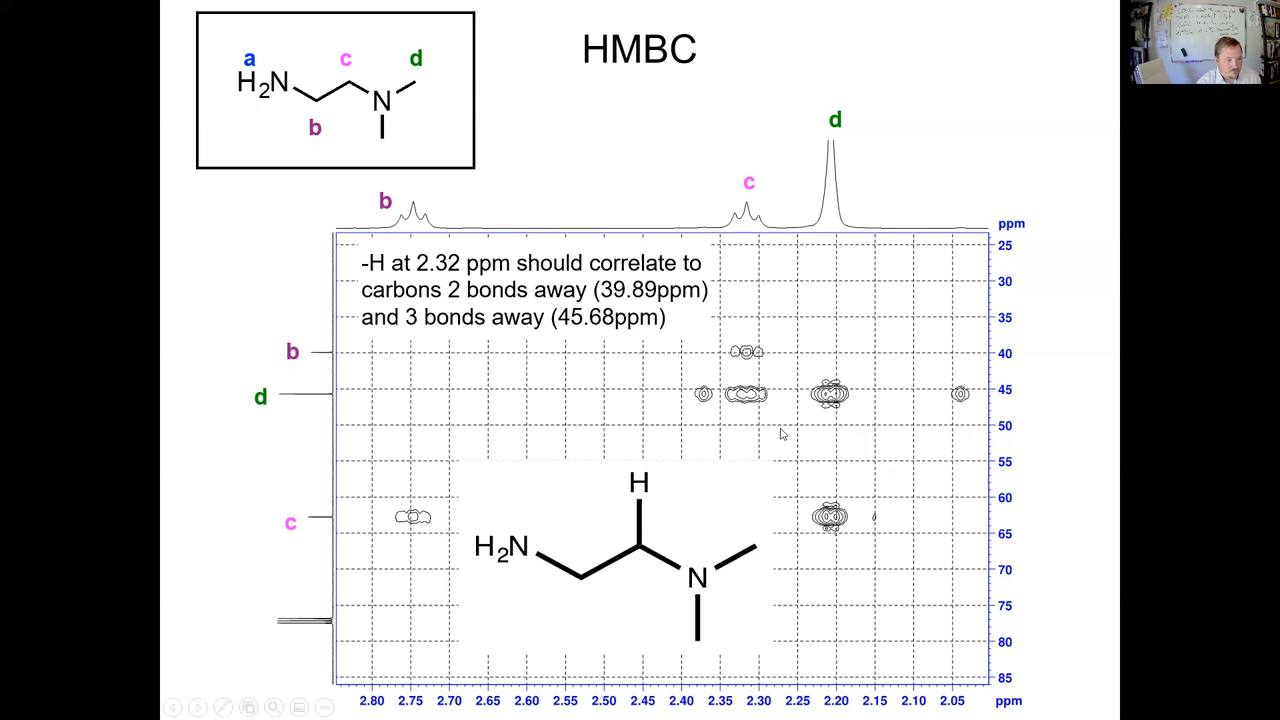 HMBC
a
c
d
H2N
N
b
d
c
b
ppm
-H at 2.32 ppm should correlate to
carbons 2 bonds away (39.89ppm)
and 3 bonds away (45.68ppm)
25
30
35
b
40
d
45
50
55
H
60
c
65
H2N
N
70
75
80
85
2.80 2.75 2.70 2.65 2.60 2.55 2.50 2.45 2.40 2.35 2.30 2.25 2.20 2.15 2.10 2.05 ppm